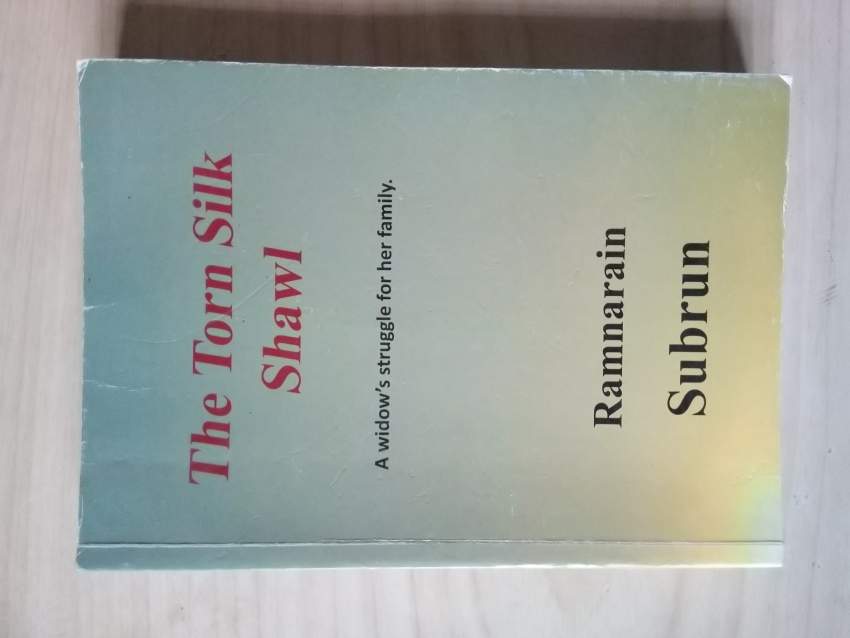 The Torn Silk
Shawl
A widow's struggle for her family.
Ramnarain
Subrun